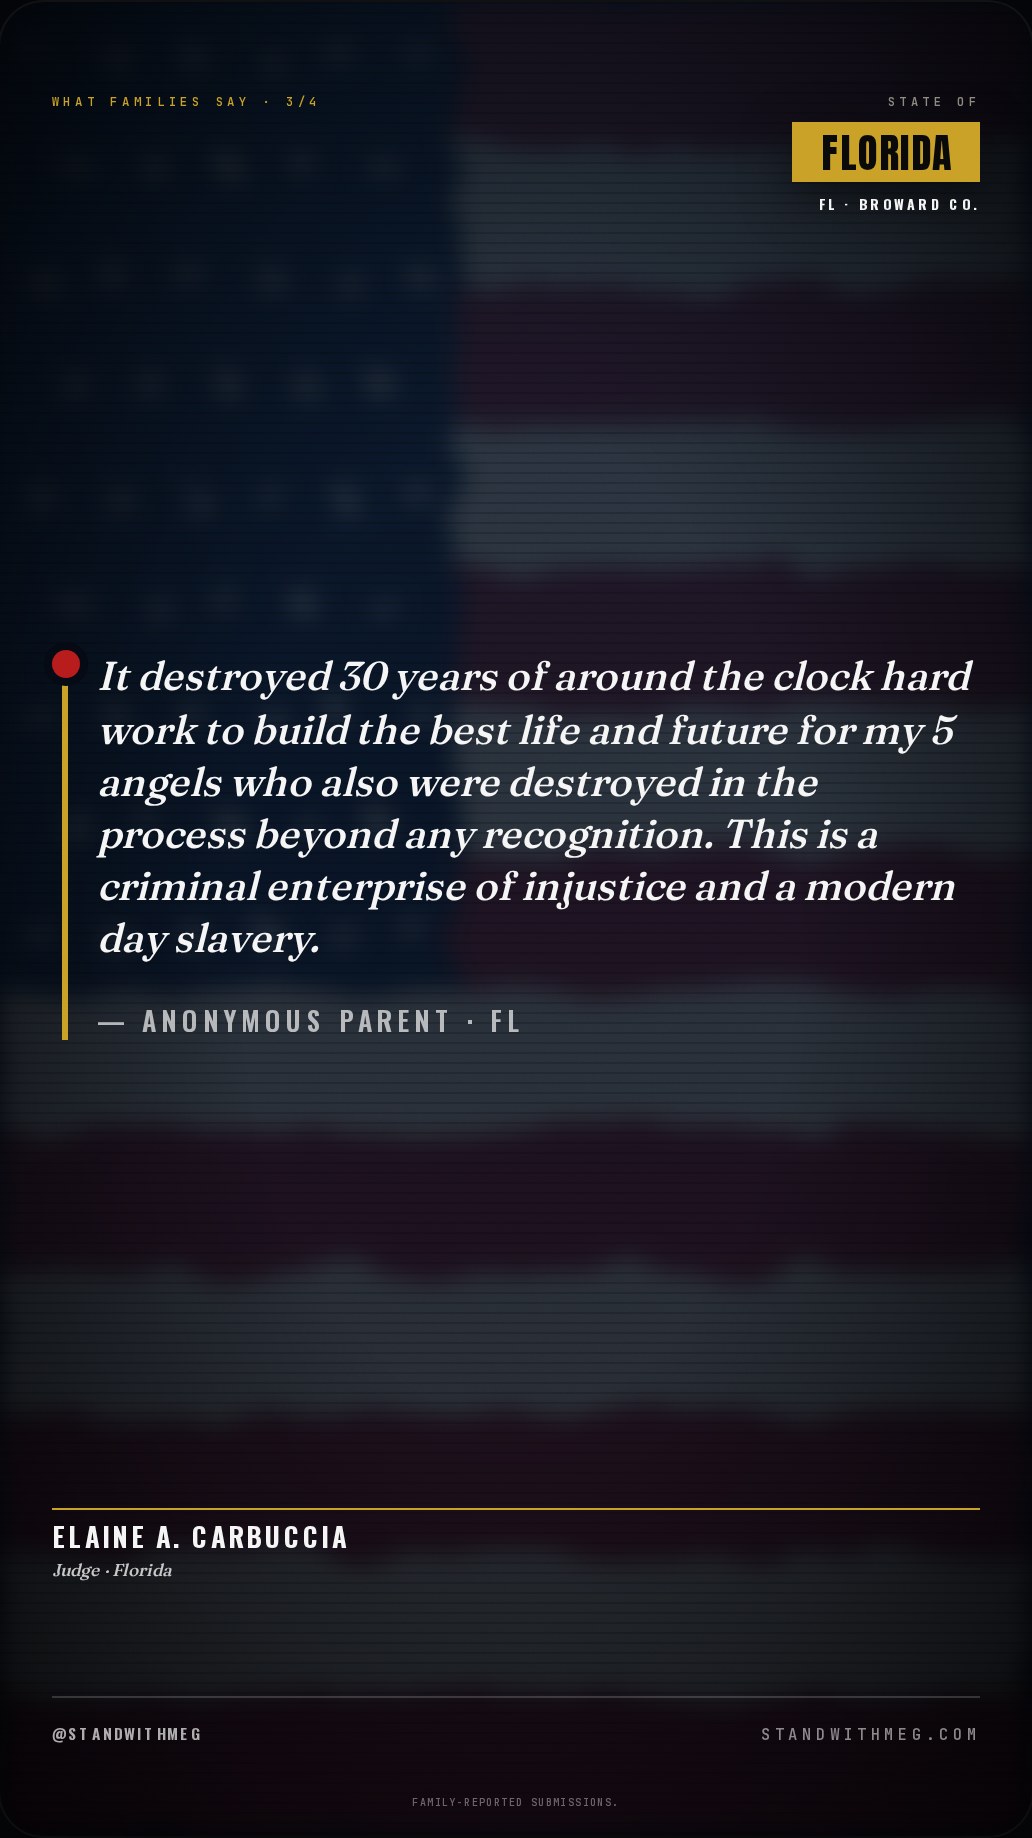 WHAT FAMILIES SAY · 3/4
STATE OF
FLORIDA
FL · BROWARD CO.
It destroyed 30 years of around the clock hard
work to build the best life and future for my 5
angels who also were destroyed in the
process beyond any recognition. This is a
criminal enterprise of injustice and a modern
day slavery.
— ANONYMOUS PARENT · FL
ELAINE A. CARBUCCIA
Judge · Florida
@STANDWITHMEG
STANDWITHMEG.COM
FAMILY-REPORTED SUBMISSIONS.